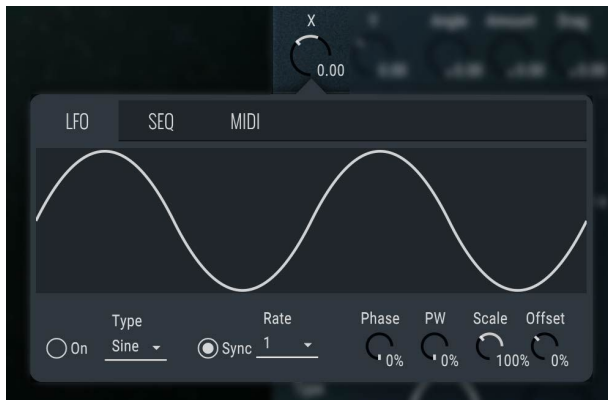 X
0.00
LFO SEQ MIDI
Type Rate Phase PW Scale Offset
On Sine Sync 1 0% 0% 100% 0%